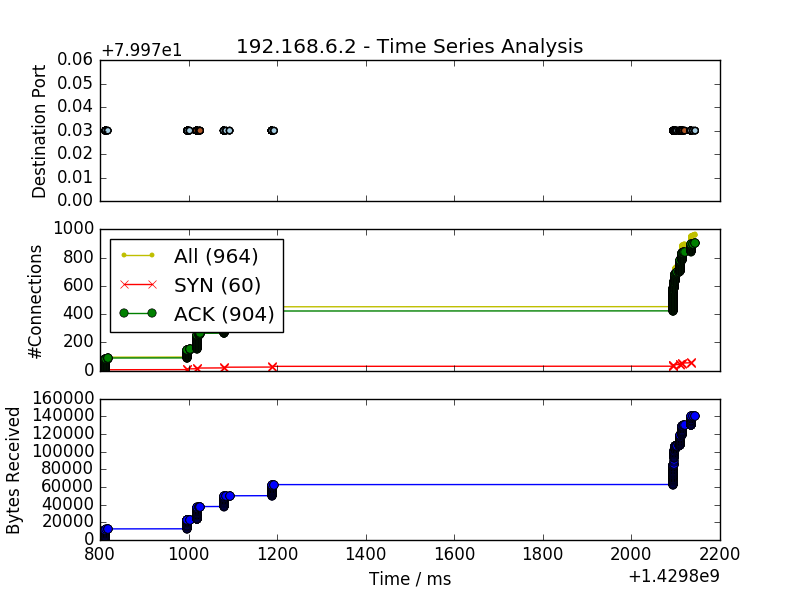 +7.997e1
192.168.6.2 - Time Series Analysis
0.06
0.05
0.04
0.03
0.02
0.01
0.00
Destination Port
1000
800
600
400
200
0
#Connections
All (964)
SYN (60)
ACK (904)
160000
140000
120000
100000
80000
60000
40000
20000
0
Bytes Received
800 1000 1200 1400 1600 1800 2000 2200
Time / ms
+1.4298e9